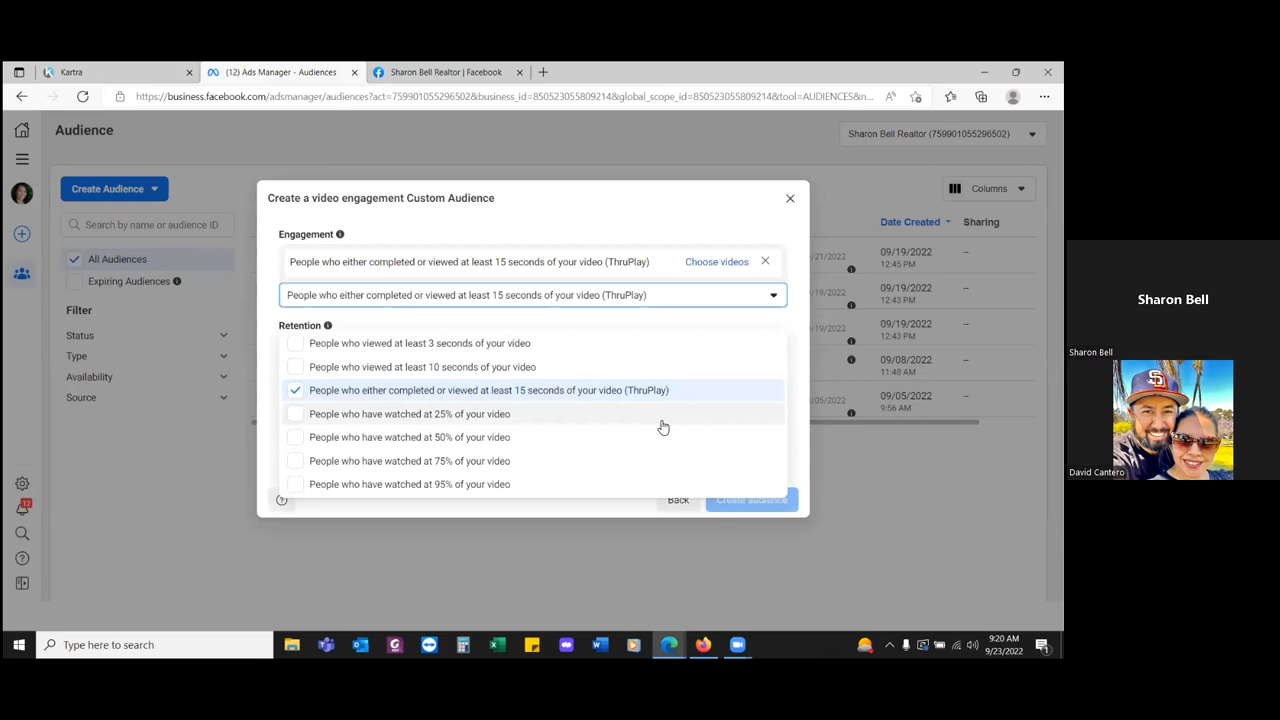 Kartra
(12) Ads Manager - Audiences
Sharon Bell Realtor | Facebook
https://business.facebook.com/adsmanager/audiences?act=759901055296502&business_id=850523055809214&global_scope_id=850523055809214&tool=AUDIENCES&n...
Audience
Sharon Bell Realtor (759901055296502)
Create Audience
Columns
Search by name or audience ID
Date Created
Sharing
All Audiences
Expiring Audiences
Filter
Status
Type
Availability
Source
Create a video engagement Custom Audience
Engagement
People who either completed or viewed at least 15 seconds of your video (ThruPlay)
Choose videos
People who either completed or viewed at least 15 seconds of your video (ThruPlay)
Retention
People who viewed at least 3 seconds of your video
People who viewed at least 10 seconds of your video
People who either completed or viewed at least 15 seconds of your video (ThruPlay)
People who have watched at 25% of your video
People who have watched at 50% of your video
People who have watched at 75% of your video
People who have watched at 95% of your video
Back
Create audience
/21/2022
09/19/2022
--
12:45 PM
/19/2022
09/19/2022
--
12:43 PM
/19/2022
09/19/2022
--
12:43 PM
09/08/2022
--
11:48 AM
/05/2022
09/05/2022
--
9:56 AM
12
Type here to search
9:20 AM
9/23/2022
1
Sharon Bell
Sharon Bell
David Cantero